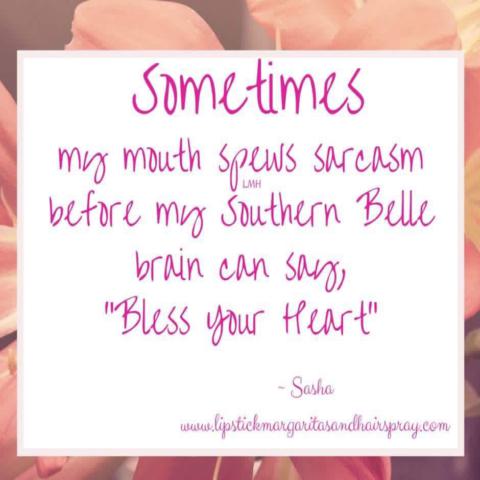 Sometimes
my mouth spews sarcasm
LMH
before my Southern Belle
brain can say,
"Bless Your Heart"
~ Sasha
www.lipstickmargaritasandhairspray.com